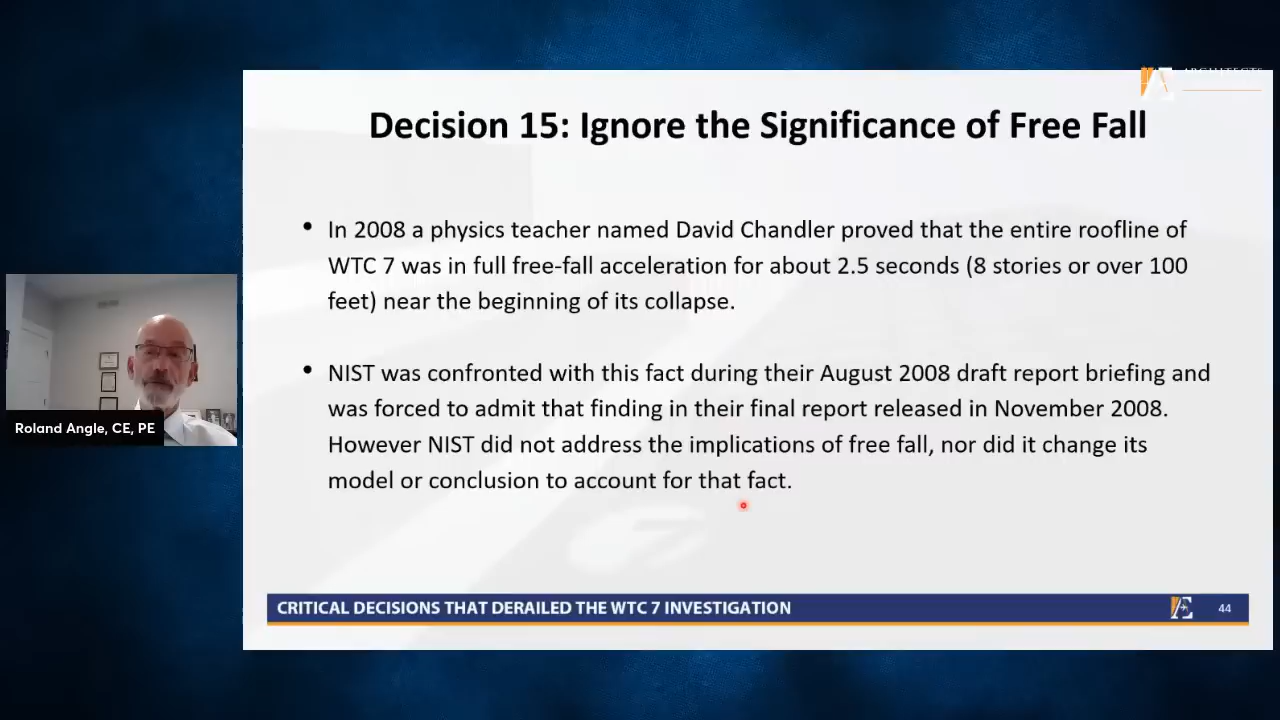 ARCHITECTS
Decision 15: Ignore the Significance of Free Fall
• In 2008 a physics teacher named David Chandler proved that the entire roofline of
WTC 7 was in full free-fall acceleration for about 2.5 seconds (8 stories or over 100
feet) near the beginning of its collapse.
• NIST was confronted with this fact during their August 2008 draft report briefing and
was forced to admit that finding in their final report released in November 2008.
However NIST did not address the implications of free fall, nor did it change its
model or conclusion to account for that fact.
Roland Angle, CE, PE
CRITICAL DECISIONS THAT DERAILED THE WTC 7 INVESTIGATION
44